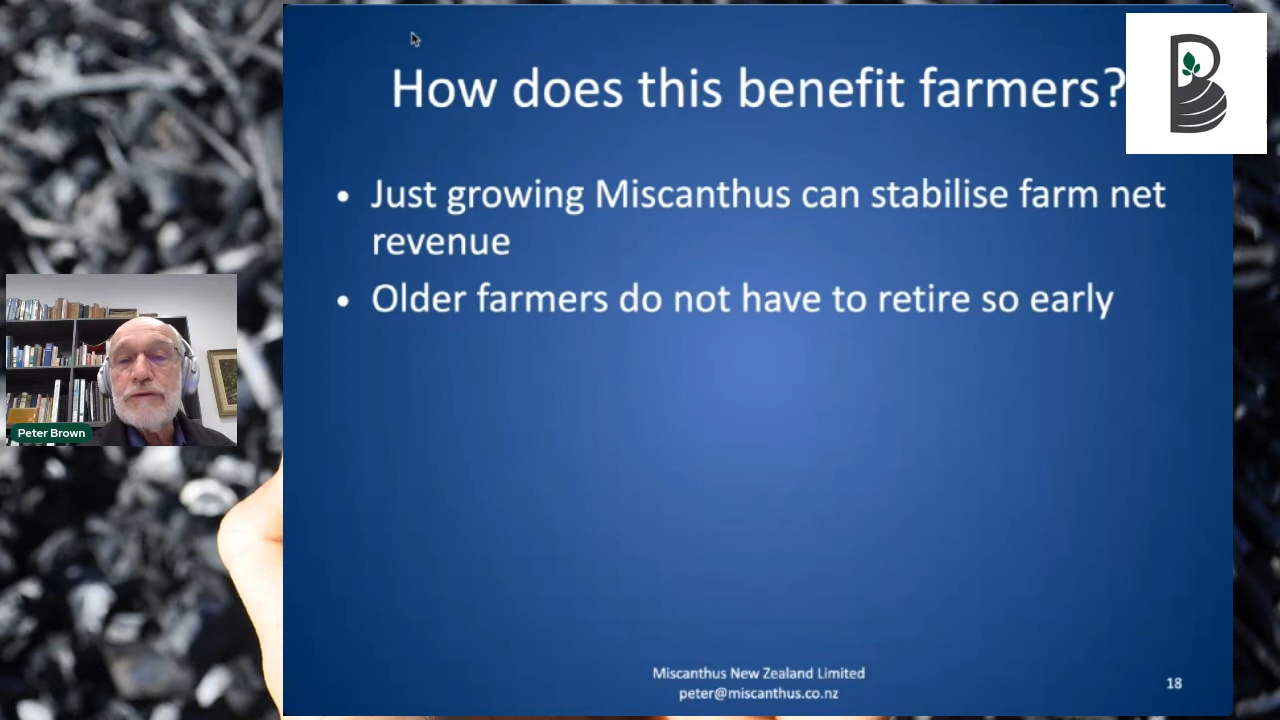 How does this benefit farmers?
• Just growing Miscanthus can stabilise farm net
revenue
• Older farmers do not have to retire so early
Peter Brown
Miscanthus New Zealand Limited
peter@miscanthus.co.nz
18